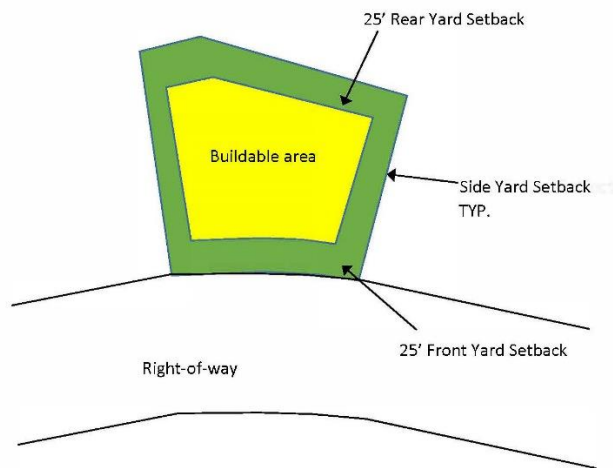 25' Rear Yard Setback
Buildable area
Side Yard Setback
TYP.
25' Front Yard Setback
Right-of-way